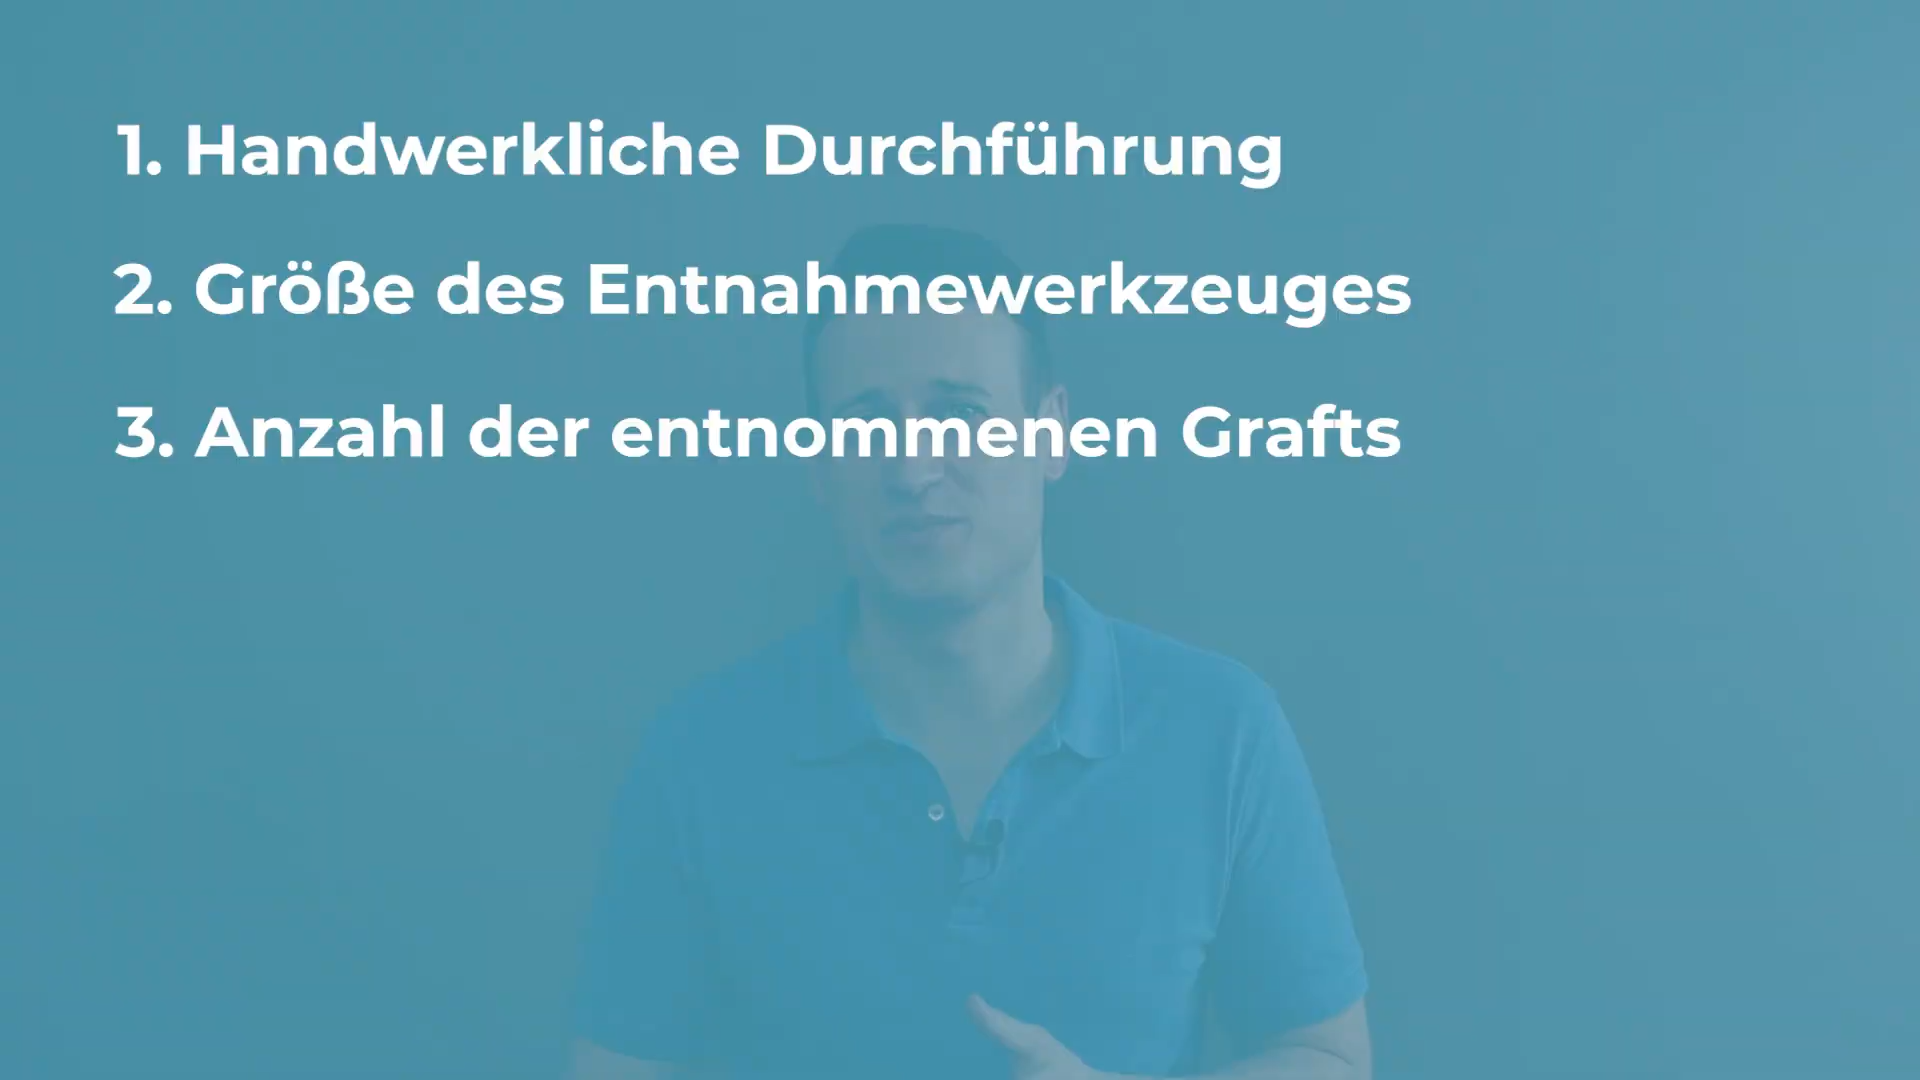 1. Handwerkliche Durchführung
2. Größe des Entnahmewerkzeuges
3. Anzahl der entnommenen Grafts